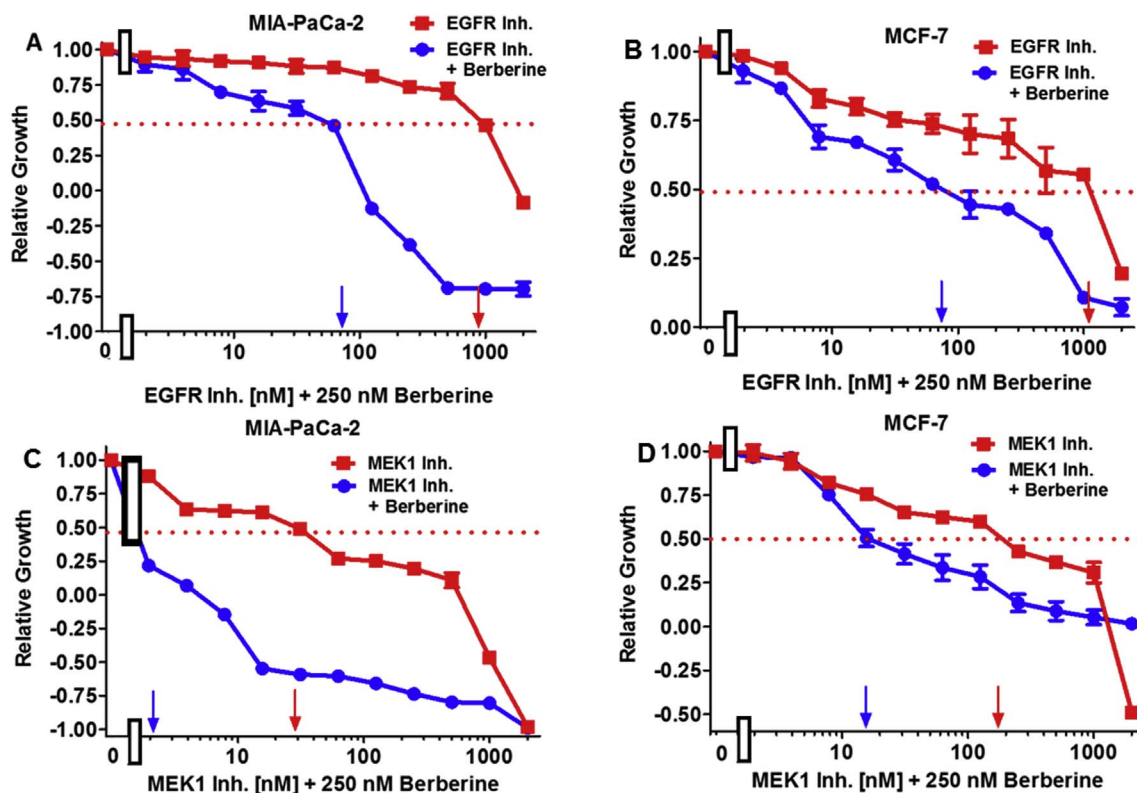 A
MIA-PaCa-2
EGFR Inh.
EGFR Inh.
+ Berberine
Relative Growth
1.00
0.75
0.50
0.25
0.00
-0.25
-0.50
-0.75
-1.00
0 10 100 1000
EGFR Inh. [nM] + 250 nM Berberine
B
MCF-7
EGFR Inh.
EGFR Inh.
+ Berberine
Relative Growth
1.00
0.75
0.50
0.25
0.00
0 10 100 1000
EGFR Inh. [nM] + 250 nM Berberine
C
MIA-PaCa-2
MEK1 Inh.
MEK1 Inh.
+ Berberine
Relative Growth
1.00
0.75
0.50
0.25
0.00
-0.25
-0.50
-0.75
-1.00
0 10 100 1000
MEK1 Inh. [nM] + 250 nM Berberine
D
MCF-7
MEK1 Inh.
MEK1 Inh.
+ Berberine
Relative Growth
1.00
0.75
0.50
0.25
0.00
-0.25
-0.50
0 10 100 1000
MEK1 Inh. [nM] + 250 nM Berberine